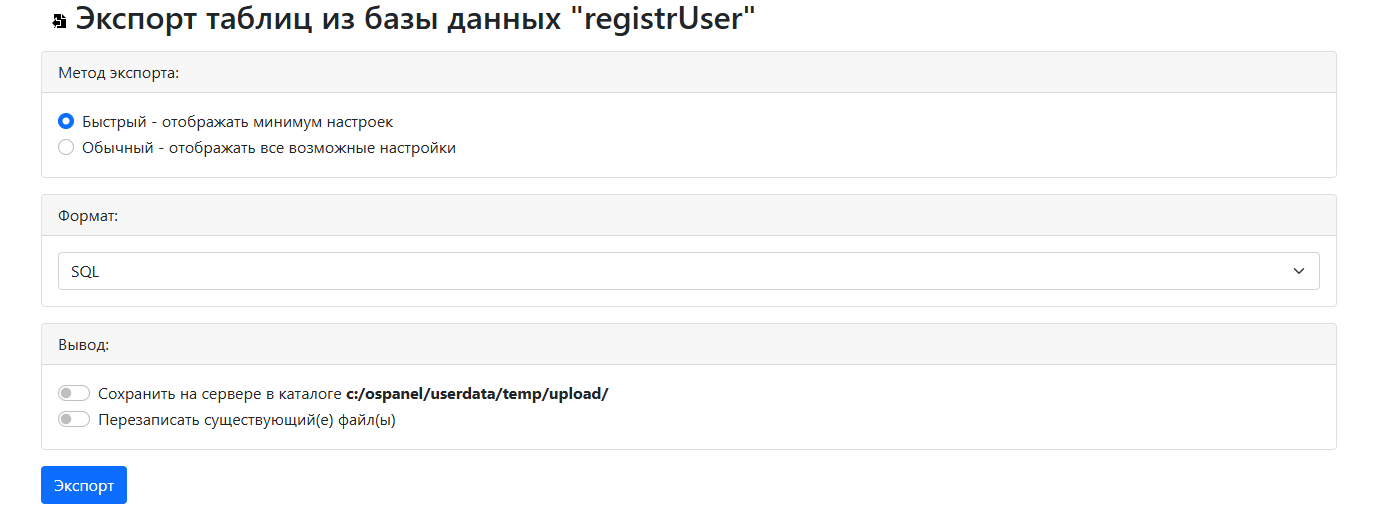 Экспорт таблиц из базы данных "registrUser"
Метод экспорта:
Быстрый - отображать минимум настроек
Обычный - отображать все возможные настройки
Формат:
SQL
Вывод:
Сохранить на сервере в каталоге c:/ospanel/userdata/temp/upload/
Перезаписать существующий(е) файл(ы)
Экспорт